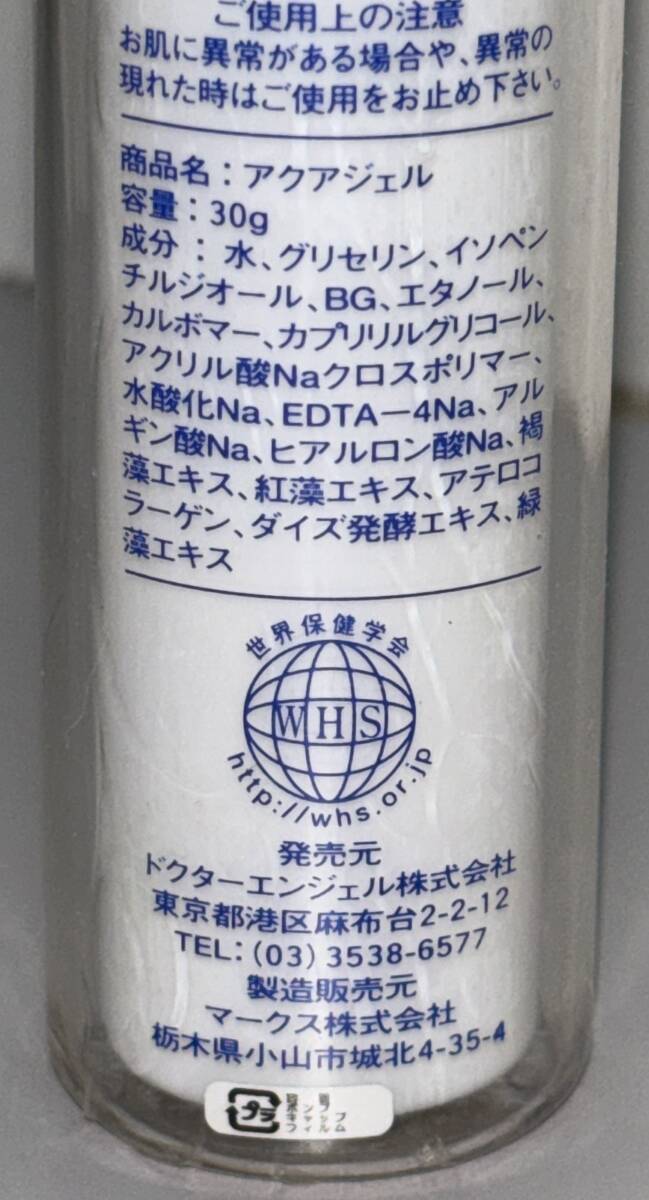 ご使用上の注意
お肌に異常がある場合や、異常の
現れた時はご使用をお止め下さい。
商品名：アクアジェル
容量：30g
成分：水、グリセリン、イソペン
チルジオール、BG、エタノール、
カルボマー、カプリリルグリコール、
アクリル酸Naクロスポリマー、
水酸化Na、EDTAー4Na、アル
ギン酸Na、ヒアルロン酸Na、褐
藻エキス、紅藻エキス、アテロコ
ラーゲン、ダイズ発酵エキス、緑
藻エキス
世界保健学会
WHS
http://whs.or.jp
発売元
ドクターエンジェル株式会社
東京都港区麻布台2-2-12
TEL:(03)3538-6577
製造販売元
マークス株式会社
栃木県小山市城北4-35-4
プラ